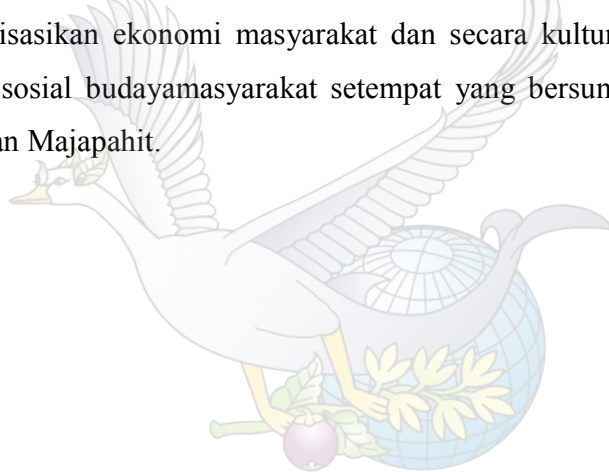 isasikan ekonomi masyarakat dan secara kultur
sosial budayamasyarakat setempat yang bersun
an Majapahit.